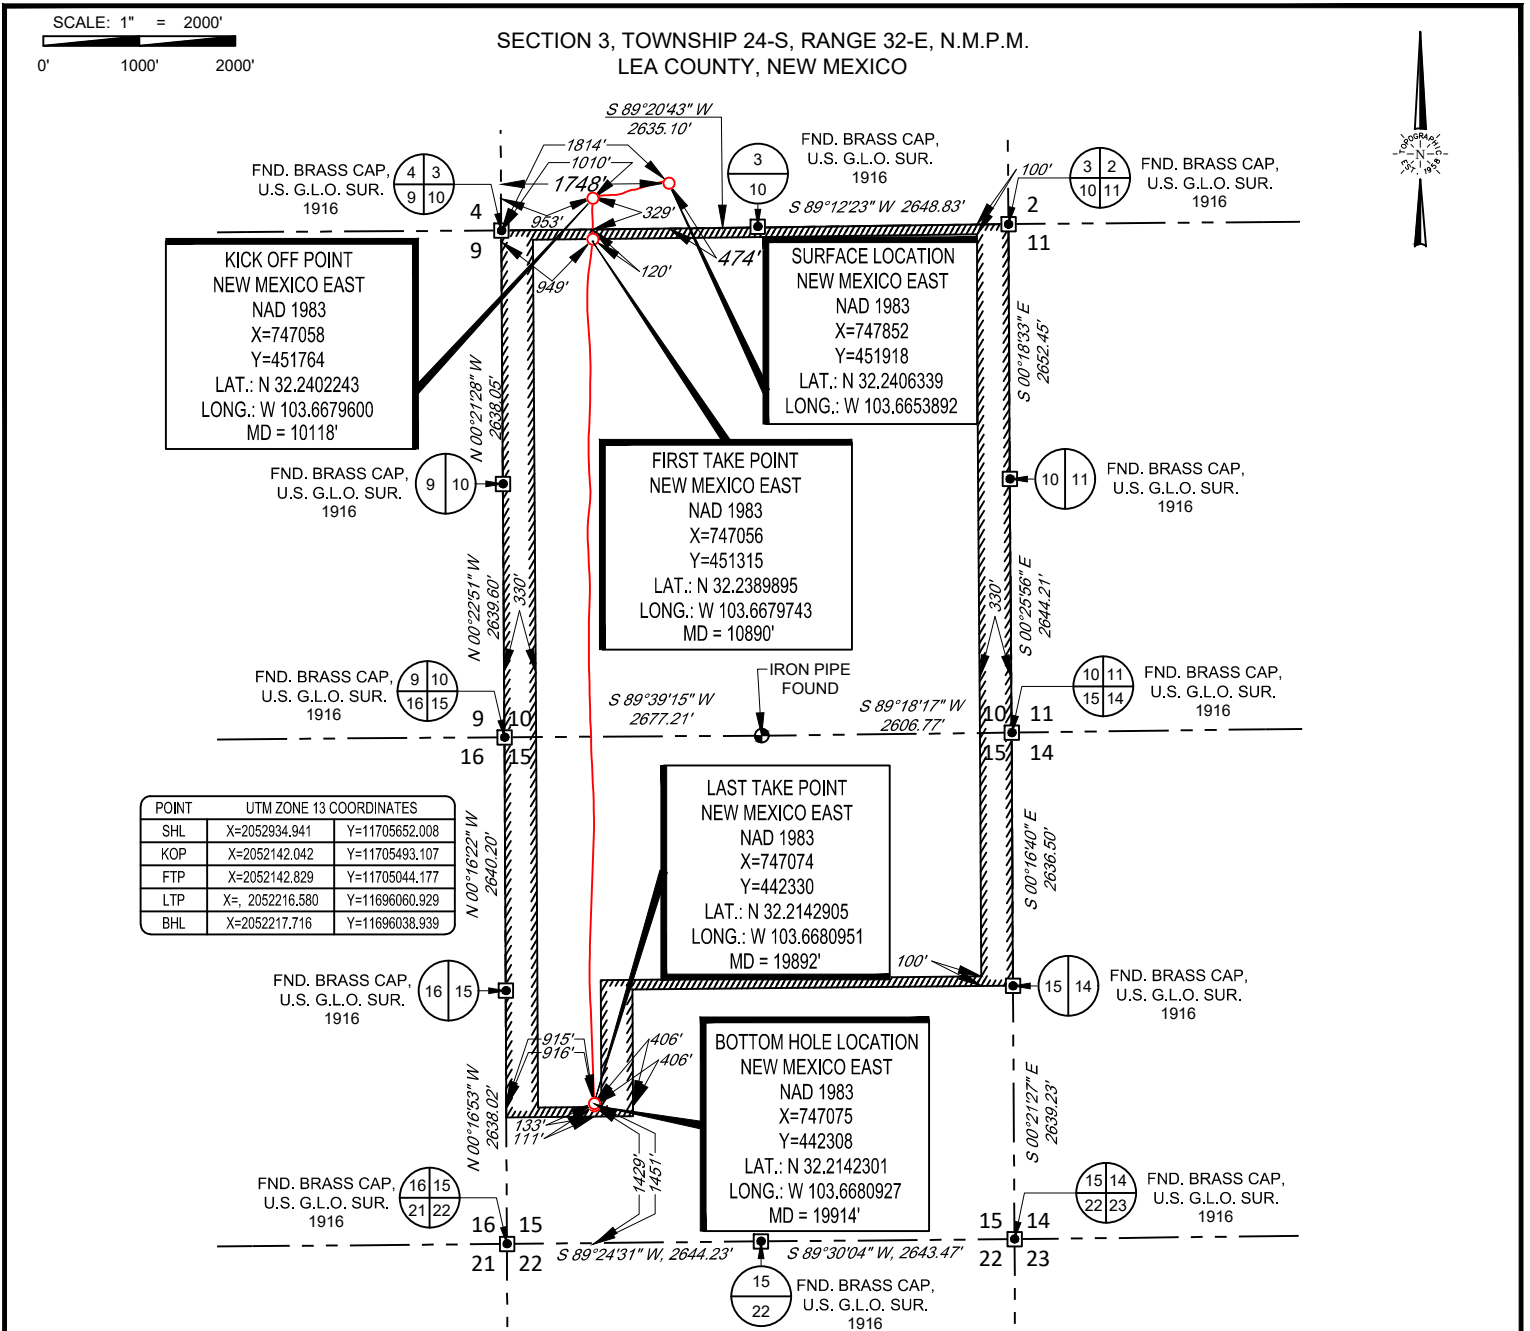 SCALE: 1" = 2000'
0' 1000' 2000'
SECTION 3, TOWNSHIP 24-S, RANGE 32-E, N.M.P.M.
LEA COUNTY, NEW MEXICO
TOPOGRAPHIC
N
EST. 1958
S 89°20'43" W
2635.10'
FND. BRASS CAP,
U.S. G.L.O. SUR.
1916
4 3
9 10
1814'
1010'
1748'
953'
329'
949'
120'
474'
3
10
FND. BRASS CAP,
U.S. G.L.O. SUR.
1916
S 89°12'23" W 2648.83'
100'
3 2
10 11
FND. BRASS CAP,
U.S. G.L.O. SUR.
1916
4
9
2
11
KICK OFF POINT
NEW MEXICO EAST
NAD 1983
X=747058
Y=451764
LAT.: N 32.2402243
LONG.: W 103.6679600
MD = 10118'
SURFACE LOCATION
NEW MEXICO EAST
NAD 1983
X=747852
Y=451918
LAT.: N 32.2406339
LONG.: W 103.6653892
N 00°21'28" W
2638.05'
S 00°18'33" E
2652.45'
FND. BRASS CAP,
U.S. G.L.O. SUR.
1916
9 10
FIRST TAKE POINT
NEW MEXICO EAST
NAD 1983
X=747056
Y=451315
LAT.: N 32.2389895
LONG.: W 103.6679743
MD = 10890'
10 11
FND. BRASS CAP,
U.S. G.L.O. SUR.
1916
N 00°22'51" W
2639.60'
330'
330'
S 00°25'56" E
2644.21'
FND. BRASS CAP,
U.S. G.L.O. SUR.
1916
9 10
16 15
IRON PIPE
FOUND
10 11
15 14
FND. BRASS CAP,
U.S. G.L.O. SUR.
1916
9 10
16 15
S 89°39'15" W
2677.21'
S 89°18'17" W
2606.77'
10 11
15 14
POINT UTM ZONE 13 COORDINATES
SHL X=2052934.941 Y=11705652.008
KOP X=2052142.042 Y=11705493.107
FTP X=2052142.829 Y=11705044.177
LTP X=, 2052216.580 Y=11696060.929
BHL X=2052217.716 Y=11696038.939
N 00°16'22" W
2640.20'
LAST TAKE POINT
NEW MEXICO EAST
NAD 1983
X=747074
Y=442330
LAT.: N 32.2142905
LONG.: W 103.6680951
MD = 19892'
S 00°16'40" E
2636.50'
100'
FND. BRASS CAP,
U.S. G.L.O. SUR.
1916
16 15
15 14
FND. BRASS CAP,
U.S. G.L.O. SUR.
1916
915'
916'
406'
406'
133'
111'
1429'
1451'
BOTTOM HOLE LOCATION
NEW MEXICO EAST
NAD 1983
X=747075
Y=442308
LAT.: N 32.2142301
LONG.: W 103.6680927
MD = 19914'
N 00°16'53" W
2638.02'
S 00°21'27" E
2639.23'
FND. BRASS CAP,
U.S. G.L.O. SUR.
1916
16 15
21 22
15 14
22 23
FND. BRASS CAP,
U.S. G.L.O. SUR.
1916
16 15
21 22
S 89°24'31" W, 2644.23'
S 89°30'04" W, 2643.47'
15 14
22 23
15
22
FND. BRASS CAP,
U.S. G.L.O. SUR.
1916